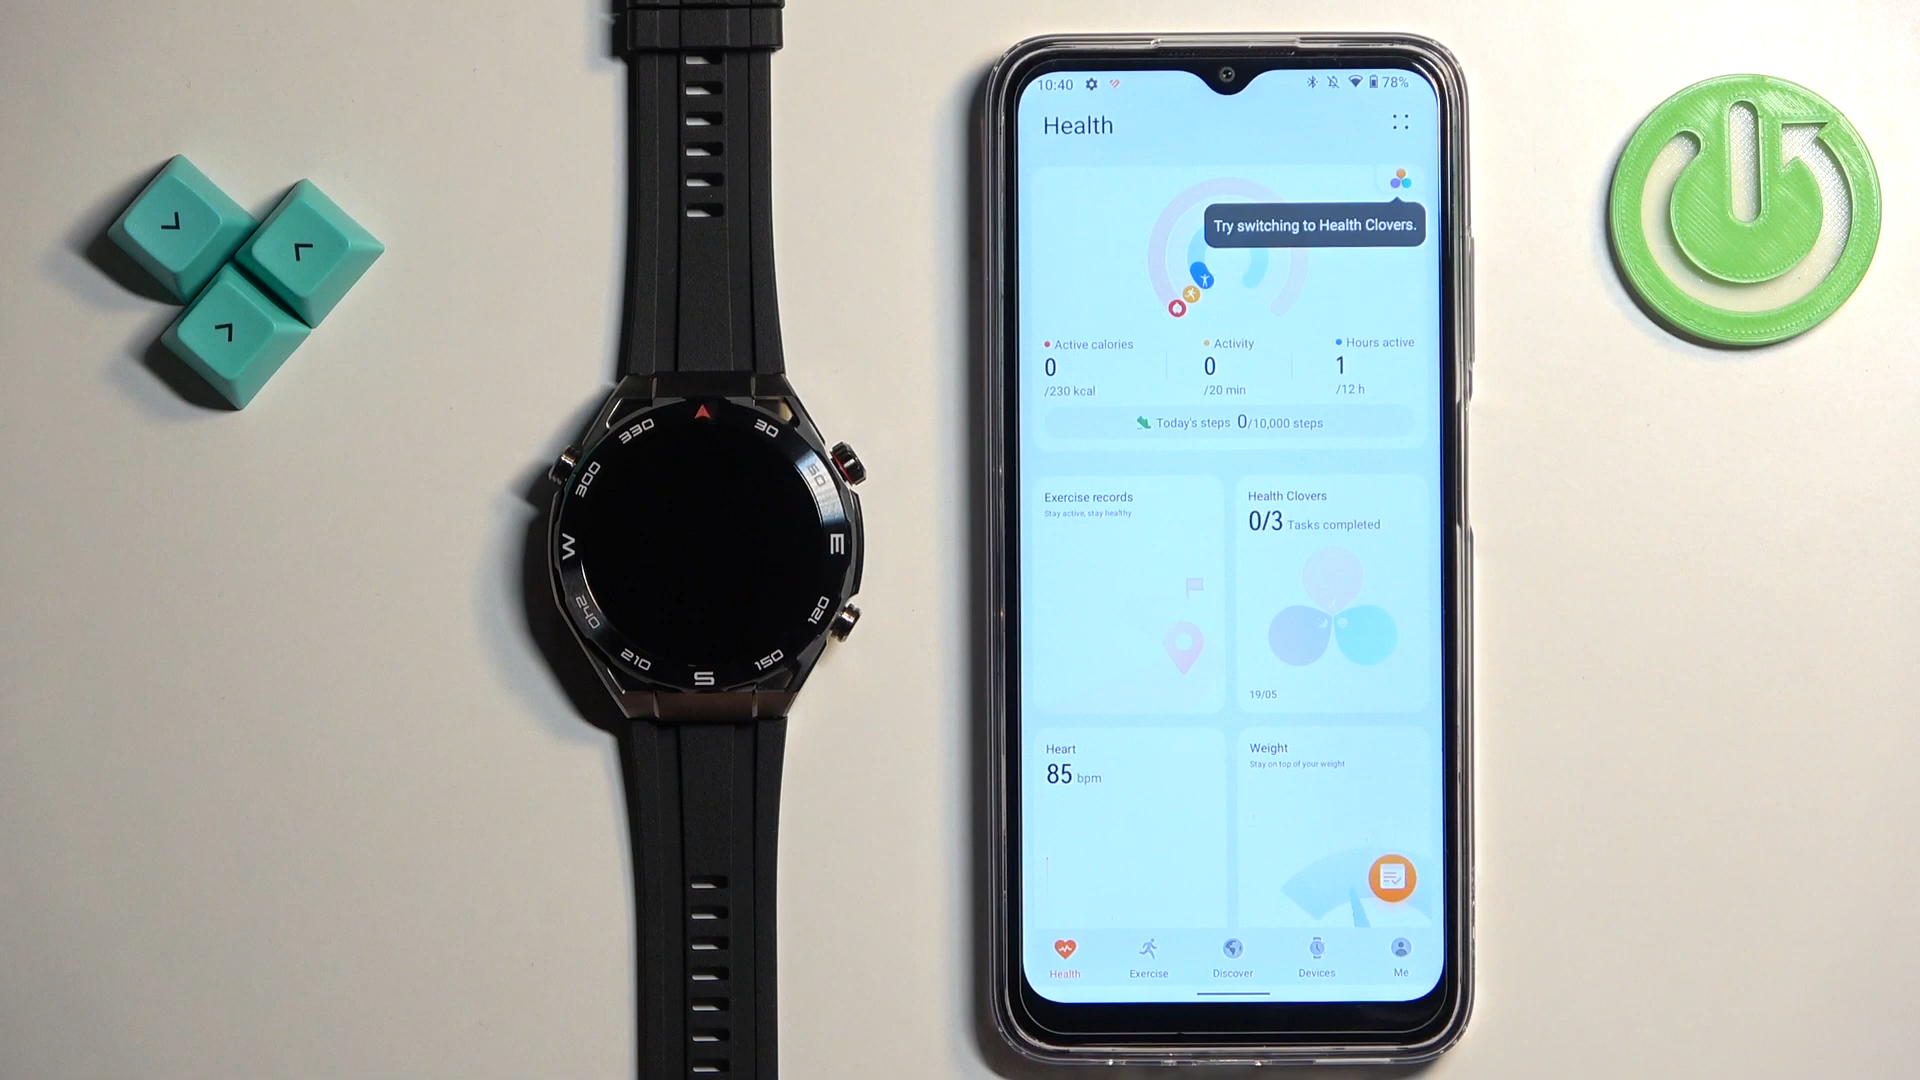 330
30
300
60
W
E
240
120
210
150
S
10:40
78%
Health
Try switching to Health Clovers.
Active calories
0
/230 kcal
Activity
0
/20 min
Hours active
1
/12 h
Today's steps 0/10,000 steps
Exercise records
Stay active, stay healthy
Health Clovers
0/3 Tasks completed
19/05
Heart
85 bpm
Weight
Stay on top of your weight
Health
Exercise
Discover
Devices
Me